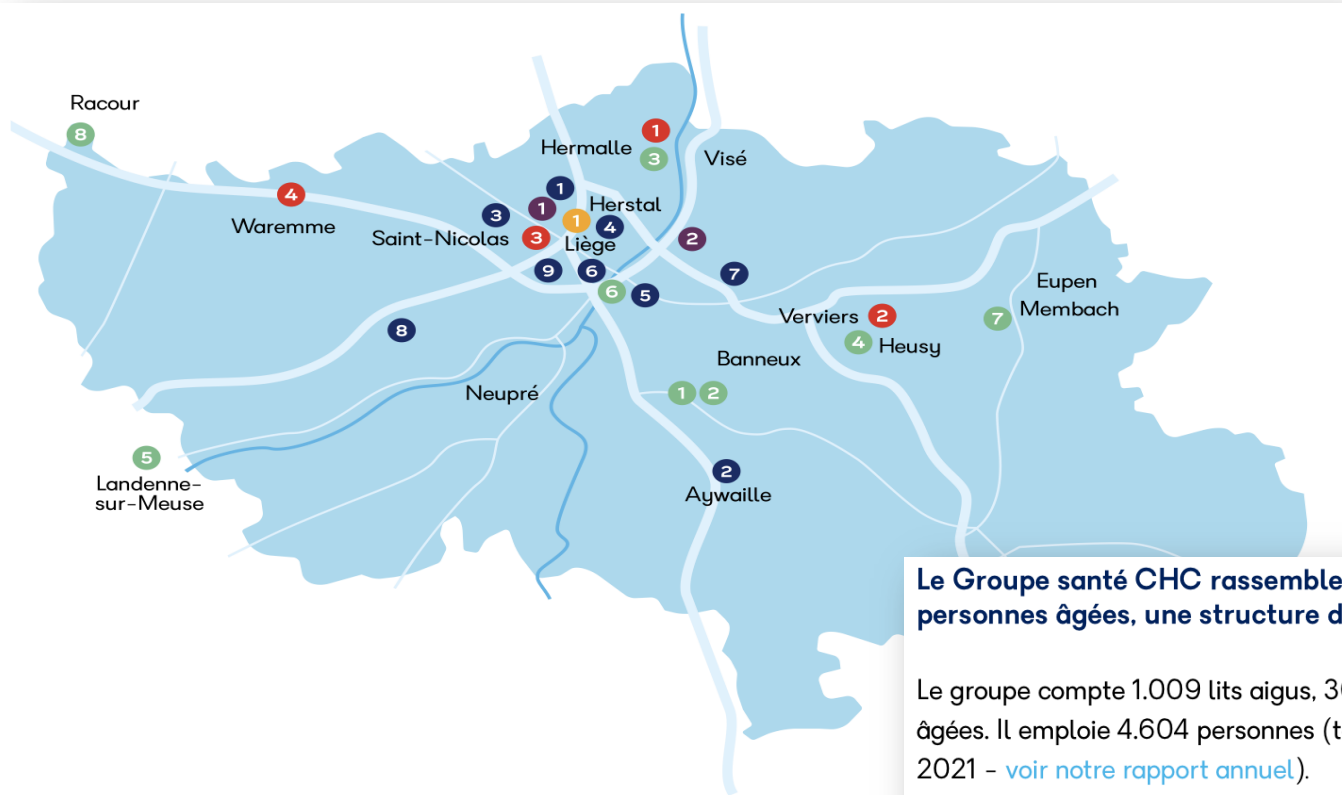 Racour
8
1
Hermalle
3
Visé
4
Waremme
1
1
Herstal
3
1
4
Saint-Nicolas
3
Liège
2
9
6
7
6
5
Eupen
Membach
7
Verviers
2
4
Heusy
8
Banneux
Neupré
1
2
5
Landenne-
sur-Meuse
2
Aywaille
Le Groupe santé CHC rassemble
personnes âgées, une structure d
Le groupe compte 1.009 lits aigus, 3
âgées. Il emploie 4.604 personnes (t
2021 - voir notre rapport annuel).